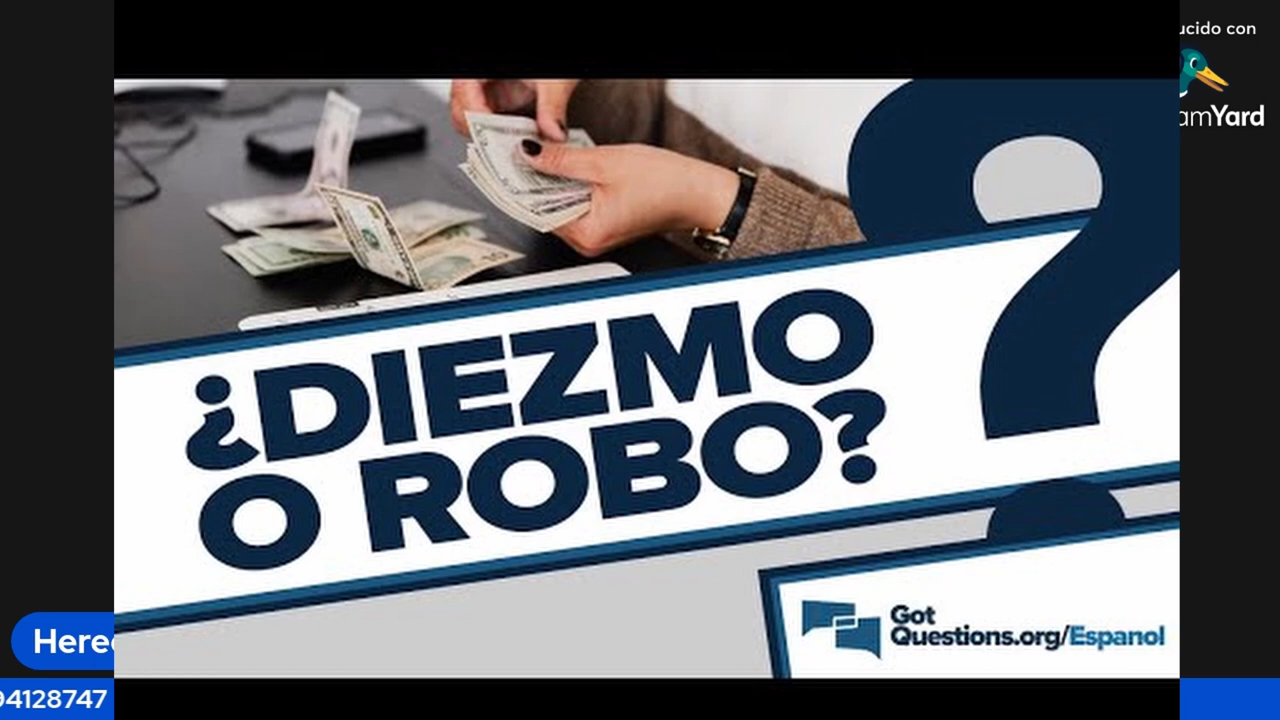 ucido con
amYard
¿DIEZMO
O ROBO?
Got
Questions.org/Espanol
Here
94128747